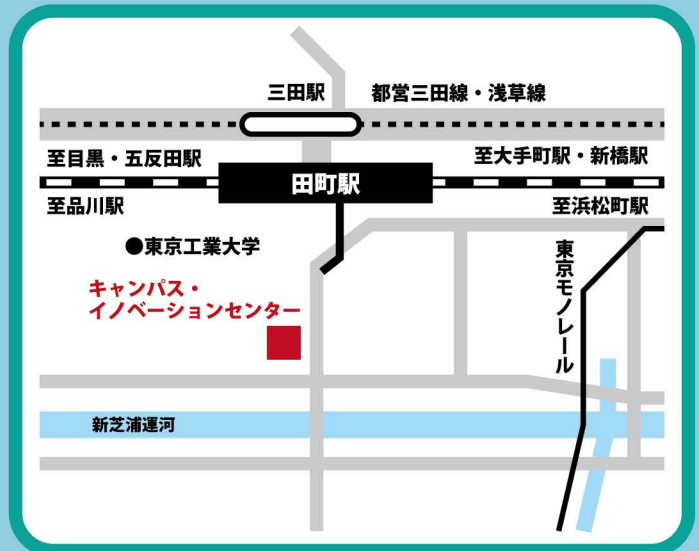 三田駅
都営三田線・浅草線
至目黒・五反田駅
至大手町駅・新橋駅
田町駅
至品川駅
至浜松町駅
●東京工業大学
東京モノレール
キャンパス・
イノベーションセンター
新芝浦運河